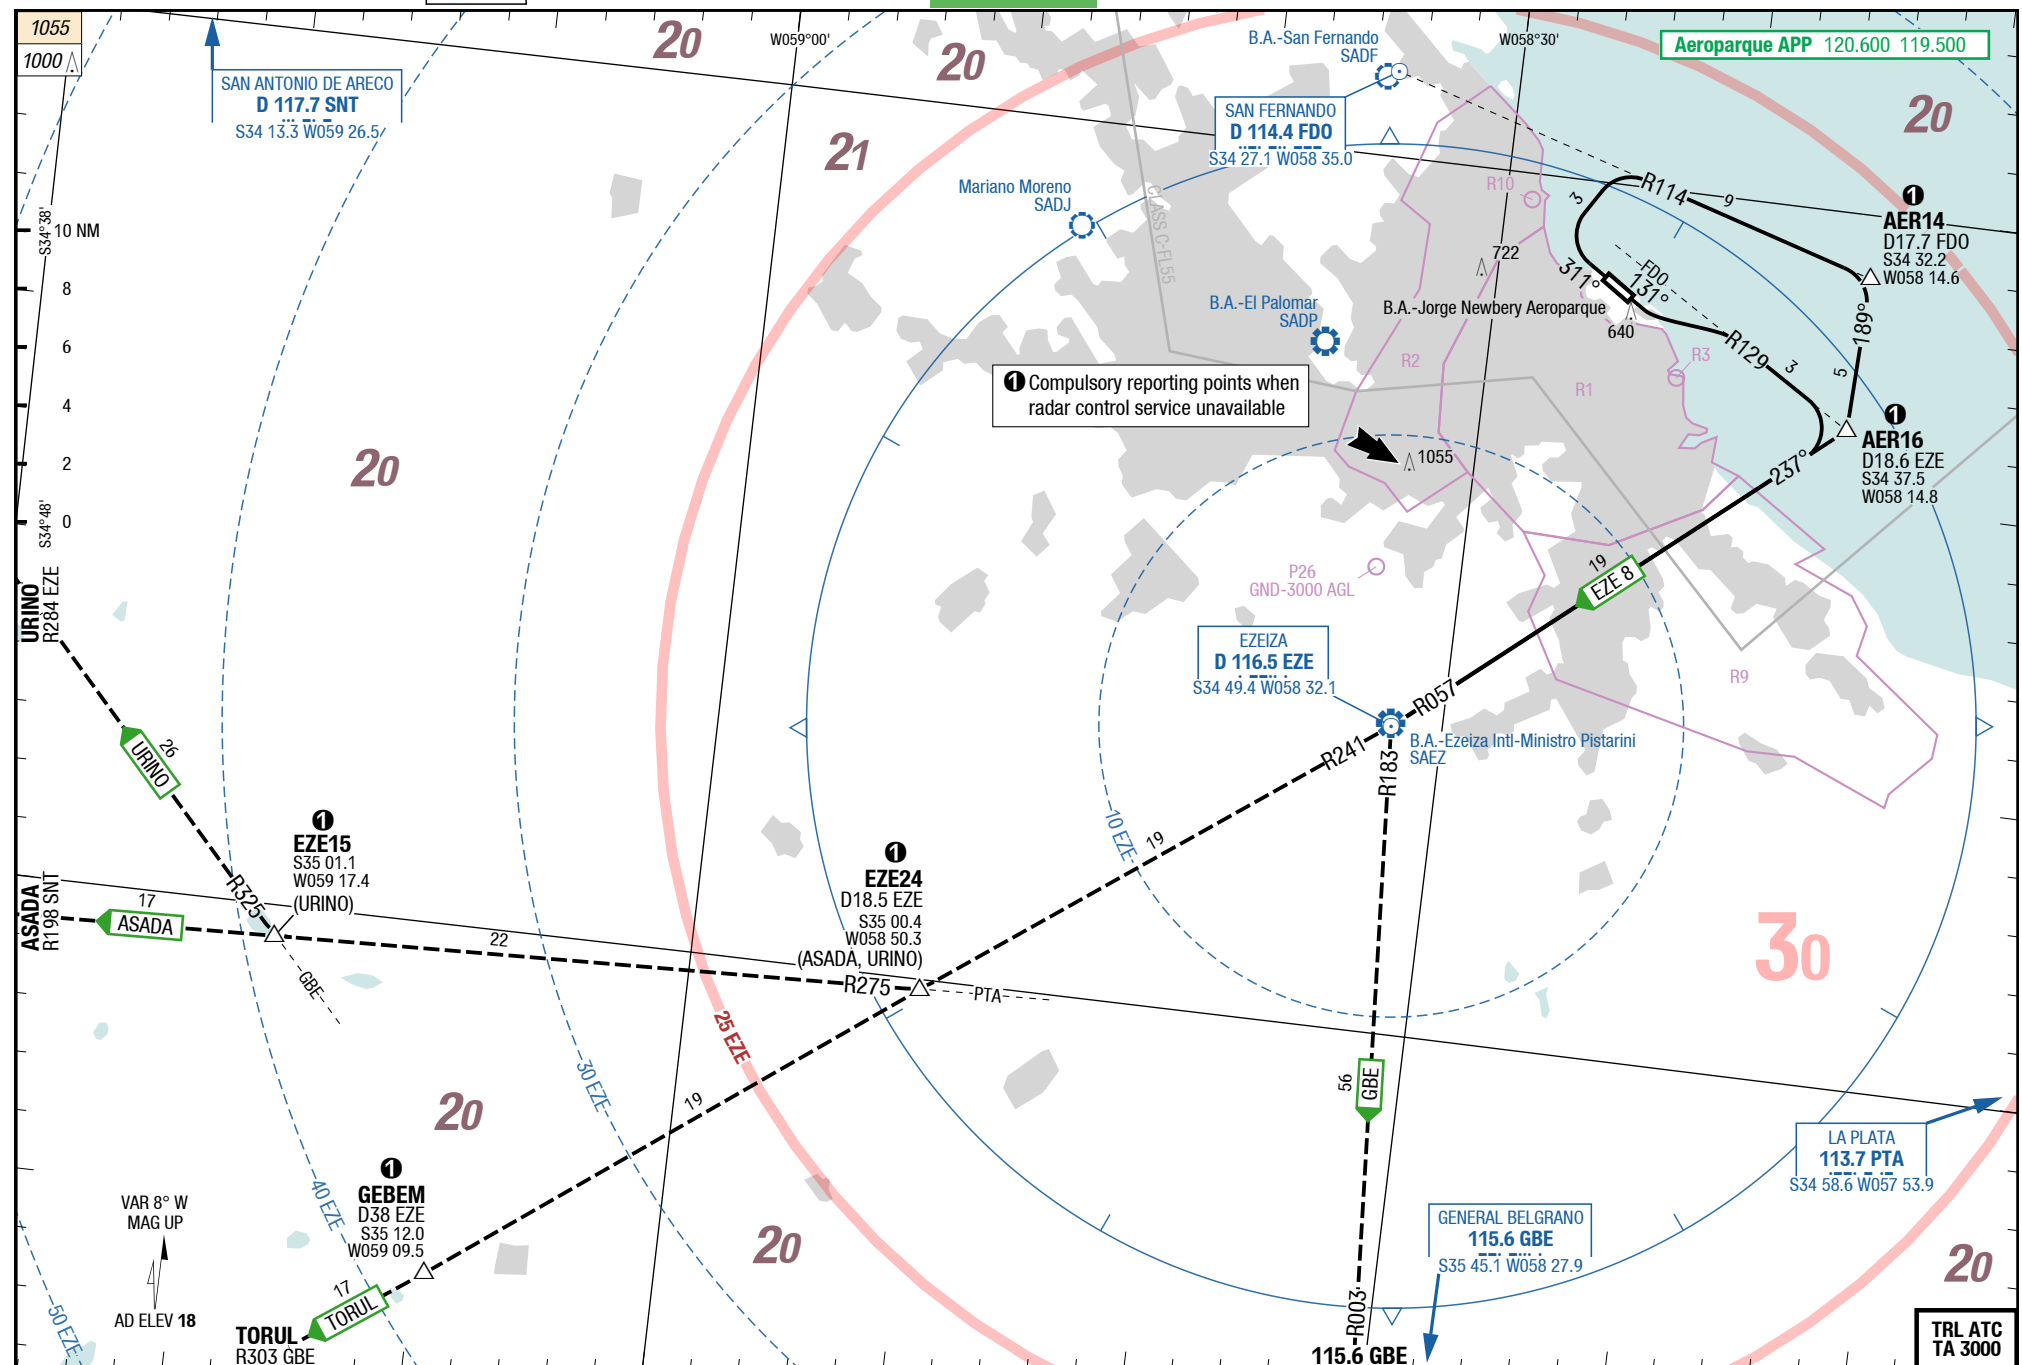 1055
1000
SAN ANTONIO DE ARECO
D 117.7 SNT
S34 13.3 W059 26.5
20
W059°00'
20
B.A.-San Fernando
SADF
W058°30'
Aeroparque APP 120.600 119.500
20
SAN FERNANDO
D 114.4 FDO
S34 27.1 W058 35.0
21
Mariano Moreno
SADJ
CLASS C-FL55
R10
3
R114
9
1
AER14
D17.7 FDO
S34 32.2
W058 14.6
S34°38'
10 NM
8
6
4
2
0
S34°48'
722
311°
FDO
131°
B.A.-El Palomar
SADP
B.A.-Jorge Newbery Aeroparque
640
189°
R129
3
5
R2
R1
R3
1 Compulsory reporting points when
radar control service unavailable
1
AER16
D18.6 EZE
S34 37.5
W058 14.8
20
1055
237°
P26
GND-3000 AGL
19
EZE 8
URINO
R284 EZE
EZEIZA
D 116.5 EZE
S34 49.4 W058 32.1
R057
R9
R241
R183
B.A.-Ezeiza Intl-Ministro Pistarini
SAEZ
26
URINO
10 EZE
19
1
EZE15
S35 01.1
W059 17.4
(URINO)
1
EZE24
D18.5 EZE
S35 00.4
W058 50.3
(ASADA, URINO)
ASADA
R198 SNT
17
ASADA
R325
22
GBE
R275
PTA
30
25 EZE
30 EZE
56
GBE
19
20
LA PLATA
113.7 PTA
S34 58.6 W057 53.9
1
GEBEM
D38 EZE
S35 12.0
W059 09.5
40 EZE
VAR 8° W
MAG UP
AD ELEV 18
20
GENERAL BELGRANO
115.6 GBE
S35 45.1 W058 27.9
20
17
TORUL
50 EZE
TORUL
R303 GBE
R003
115.6 GBE
TRL ATC
TA 3000